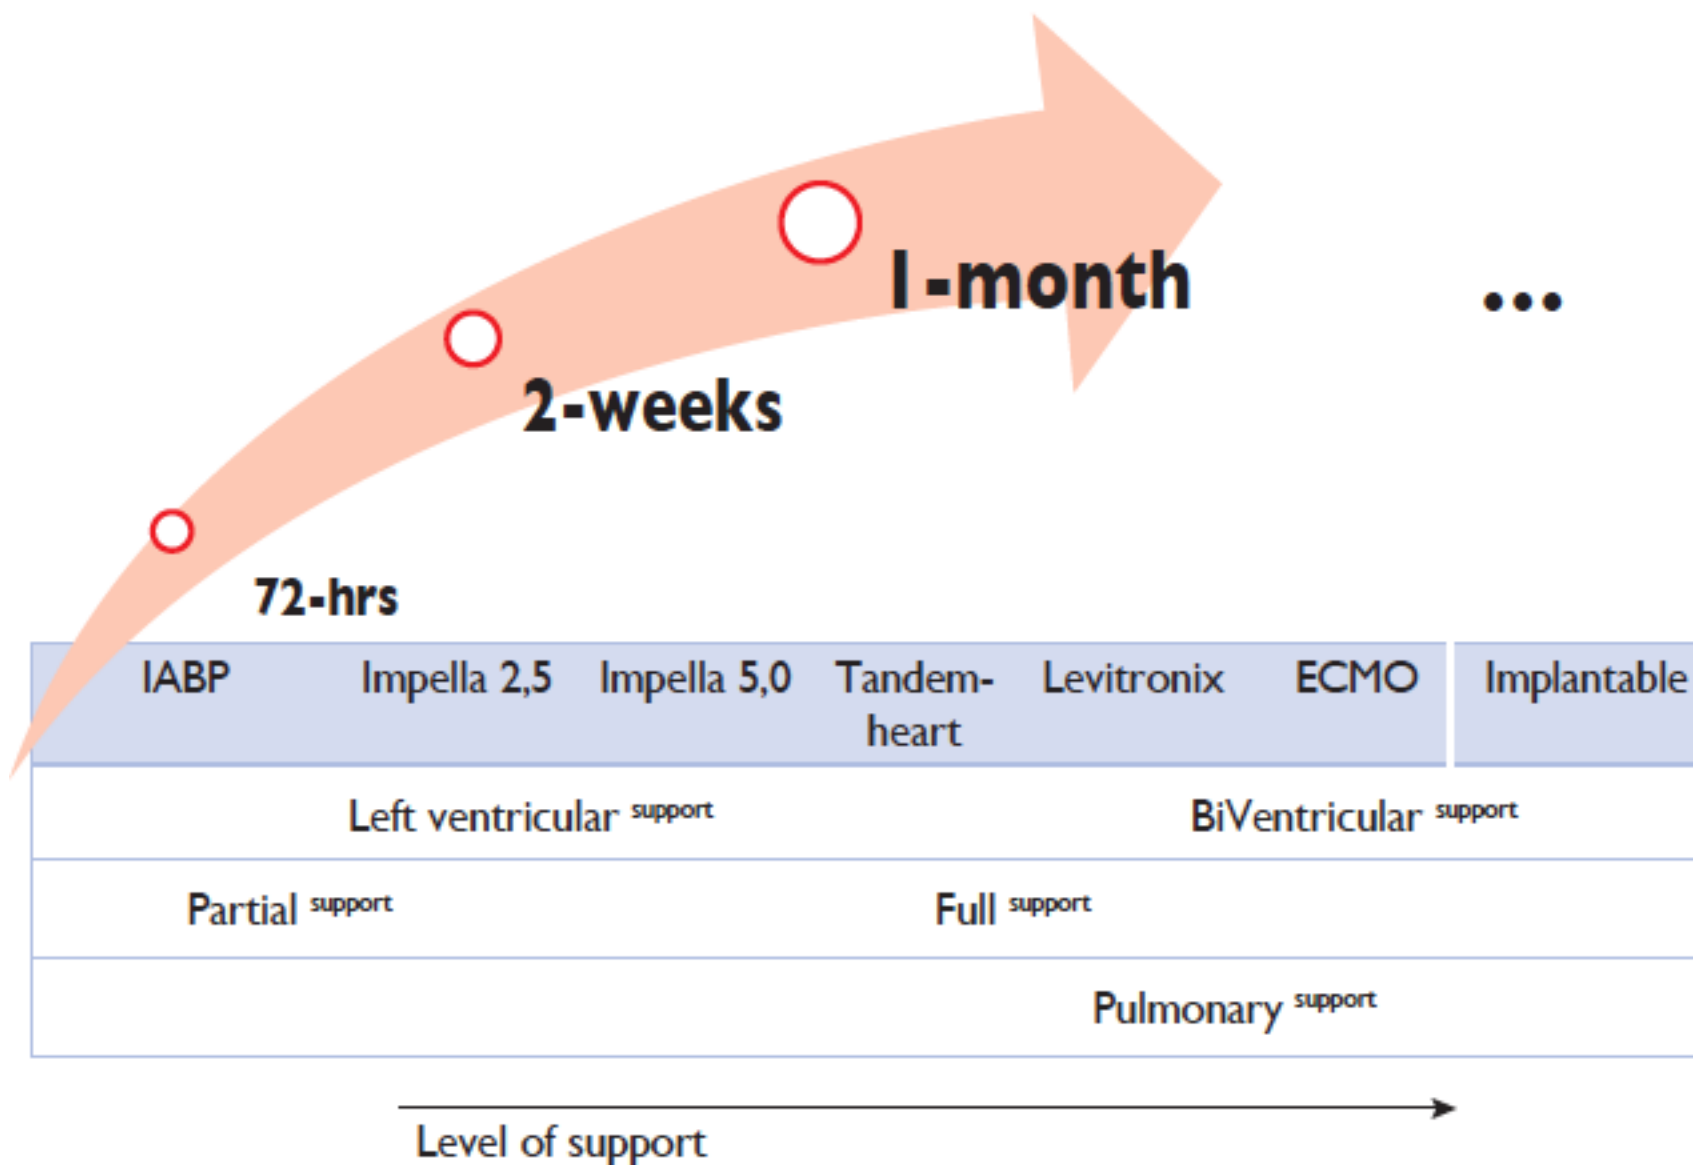 1-month
...
2-weeks
72-hrs
IABP Impella 2,5 Impella 5,0 Tandem- Levitronix ECMO Implantable
heart
Left ventricular support BiVentricular support
Partial support Full support
Pulmonary support
Level of support